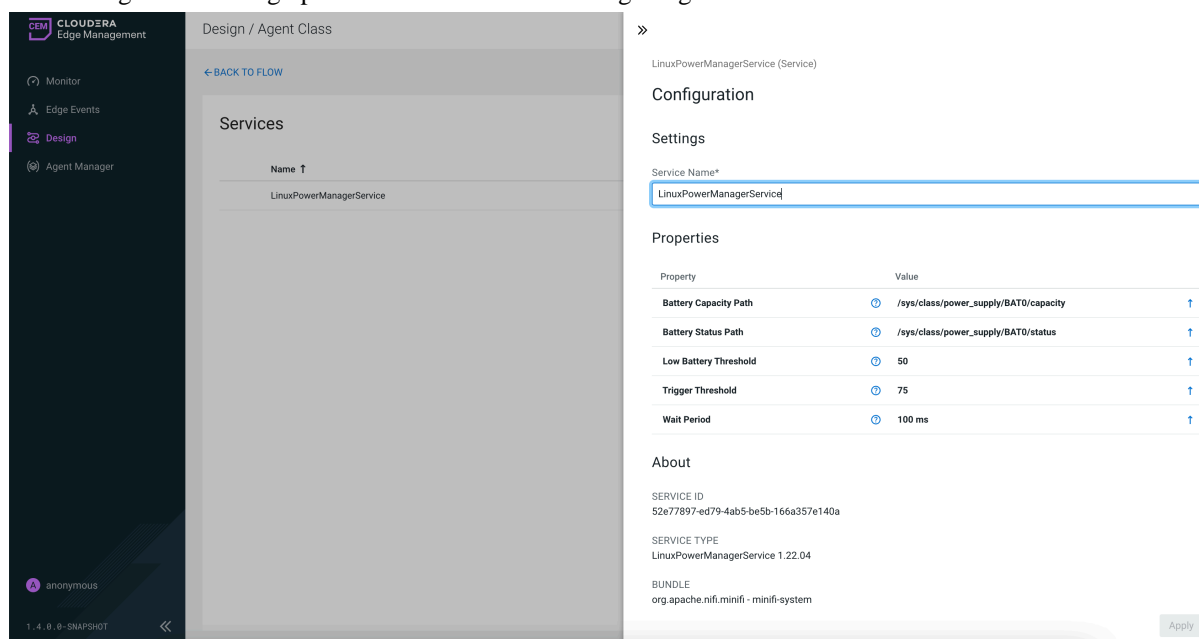 CEM
CLOUDERA
Edge Management
Monitor
Edge Events
Design
Agent Manager
A anonymous
1.4.0.0-SNAPSHOT
Design / Agent Class
BACK TO FLOW
Services
Name
LinuxPowerManagerService
LinuxPowerManagerService (Service)
Configuration
Settings
Service Name*
LinuxPowerManagerService
Properties
Property Value
Battery Capacity Path /sys/class/power_supply/BAT0/capacity
Battery Status Path /sys/class/power_supply/BAT0/status
Low Battery Threshold 50
Trigger Threshold 75
Wait Period 100 ms
About
SERVICE ID
52e77897-ed79-4ab5-be5b-166a357e140a
SERVICE TYPE
LinuxPowerManagerService 1.22.04
BUNDLE
org.apache.nifi.minifi - minifi-system
Apply